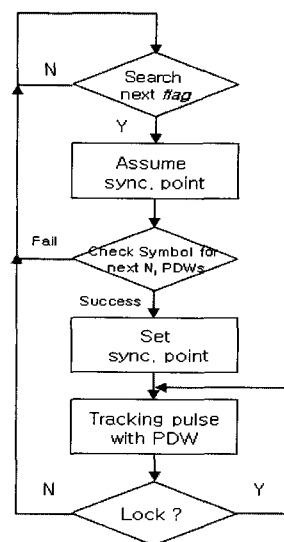 N
Search
next flag
Y
Assume
sync. point
Fail
Check Symbol for
next N, PDWs
Success
Set
sync. point
Tracking pulse
with PDW
N
Y
Lock ?